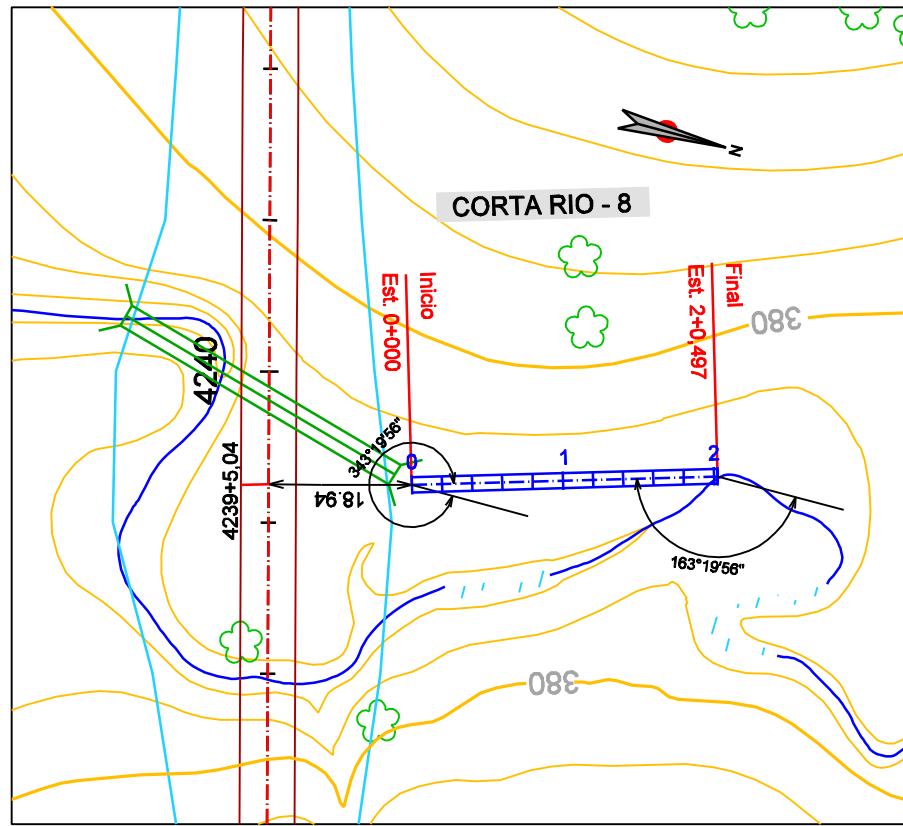 N
CORTA RIO - 8
Inicio
Est. 0+000
Final
Est. 2+0,497
380
4240
343°19'56"
0
1
2
4239+5,04
18.94
163°19'56"
380